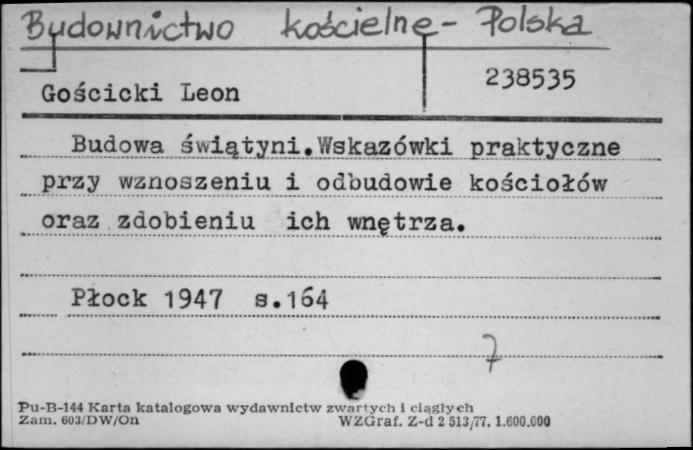 Budownictwo kościelne - Polska
238535
Gościcki Leon
Budowa świątyni.Wskazówki praktyczne
przy wznoszeniu i odbudowie kościołów
oraz zdobieniu ich wnętrza.
Płock 1947 s.164
7
Pu-B-144 Karta katalogowa wydawnictw zwartych i ciągłych
Zam. 603/DW/On WZGraf. Z-d 2 513/77. 1.600.000